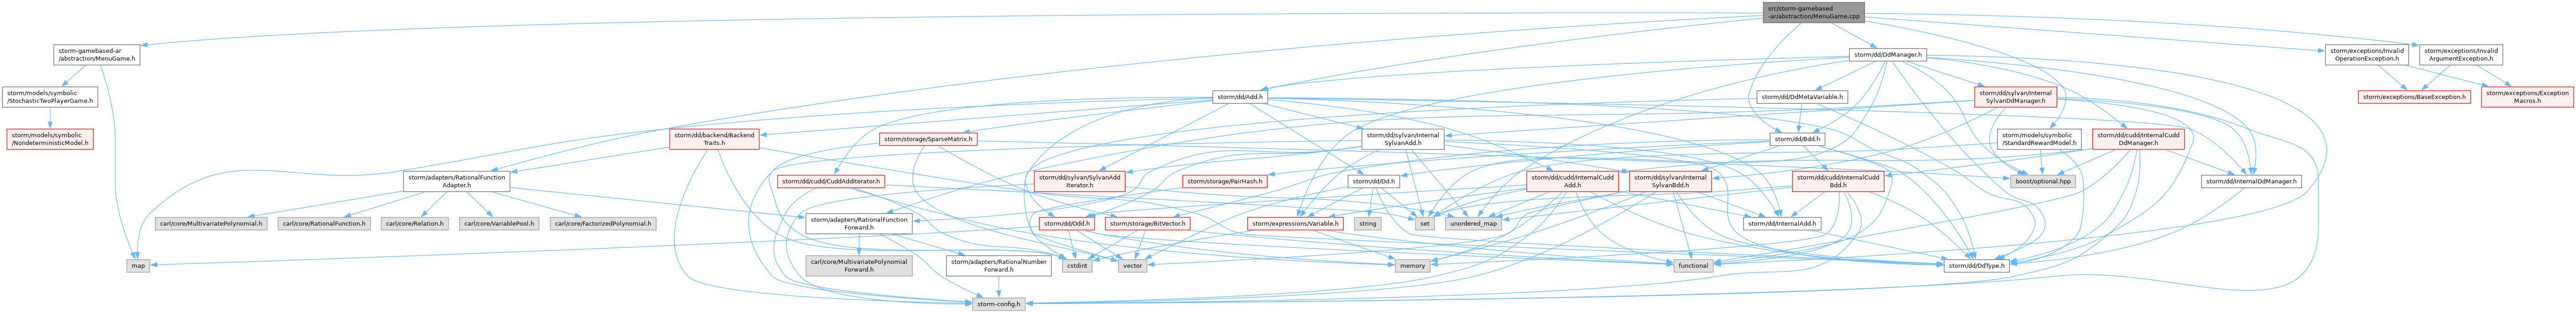 src/storm-gamebased
-ar/abstraction/MenuGame.cpp
storm-gamebased-ar
/abstraction/MenuGame.h
storm/dd/DdManager.h
storm/exceptions/Invalid
OperationException.h
storm/exceptions/Invalid
ArgumentException.h
storm/models/symbolic
/StochasticTwoPlayerGame.h
storm/dd/Add.h
storm/dd/DdMetaVariable.h
storm/dd/sylvan/Internal
SylvanDdManager.h
storm/exceptions/BaseException.h
storm/exceptions/Exception
Macros.h
storm/models/symbolic
/NondeterministicModel.h
storm/dd/backend/Backend
Traits.h
storm/storage/SparseMatrix.h
storm/dd/sylvan/Internal
SylvanAdd.h
storm/dd/Bdd.h
storm/models/symbolic
/StandardRewardModel.h
storm/dd/cudd/InternalCudd
DdManager.h
storm/adapters/RationalFunction
Adapter.h
storm/dd/cudd/CuddAddIterator.h
storm/dd/sylvan/SylvanAdd
Iterator.h
storm/storage/PairHash.h
storm/dd/Dd.h
storm/dd/cudd/InternalCudd
Add.h
storm/dd/sylvan/Internal
SylvanBdd.h
storm/dd/cudd/InternalCudd
Bdd.h
boost/optional.hpp
storm/dd/InternalDdManager.h
carl/core/MultivariatePolynomial.h
carl/core/RationalFunction.h
carl/core/Relation.h
carl/core/VariablePool.h
carl/core/FactorizedPolynomial.h
storm/adapters/RationalFunction
Forward.h
storm/dd/Odd.h
storm/storage/BitVector.h
storm/expressions/Variable.h
string
set
unordered_map
storm/dd/InternalAdd.h
map
carl/core/MultivariatePolynomial
Forward.h
storm/adapters/RationalNumber
Forward.h
cstdint
vector
memory
functional
storm/dd/DdType.h
storm-config.h